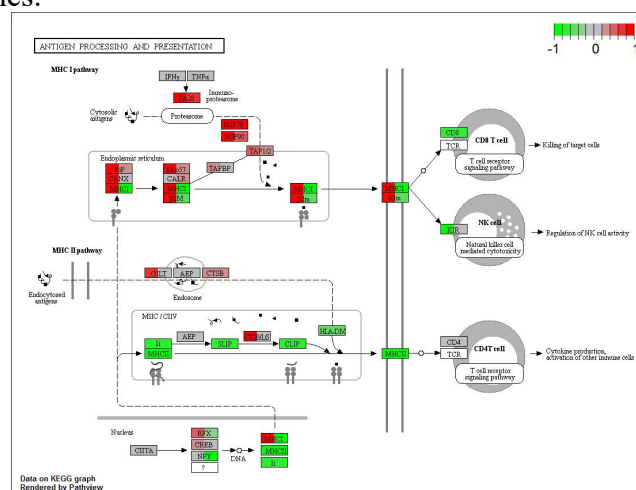 ANTIGEN PROCESSING AND PRESENTATION
-1 0 1
MHC I pathway
IFNγ TNFα
PA28
Immuno-
proteasome
Cytosolic
antigens
Proteasome
HSP70
HSP90
TAP1/2
Endoplasmic reticulum
BiP
CANX
MHCI
CALR
MHCI
β2M
TAPBP
MHCI
β2m
MHCI
β2m
CD8
TCR
CD8 T cell
T cell receptor
signaling pathway
Killing of target cells
KIR
NK cell
Natural killer cell
mediated cytotoxicity
Regulation of NK cell activity
MHC II pathway
GILT AEP CTSB
Endosome
Endocytosed
antigens
MIIC / CIIV
Ii
MHCII
AEP
SLIP
CLIP
HLA-DM
MHCII
CD4
TCR
CD4T cell
T cell receptor
signaling pathway
Cytokine production,
activation of other immune cells
Nucleus
CIITA
RFX
CREB
NFY
?
DNA
MHCI
MHCII
Ii
Data on KEGG graph
Rendered by Pathview